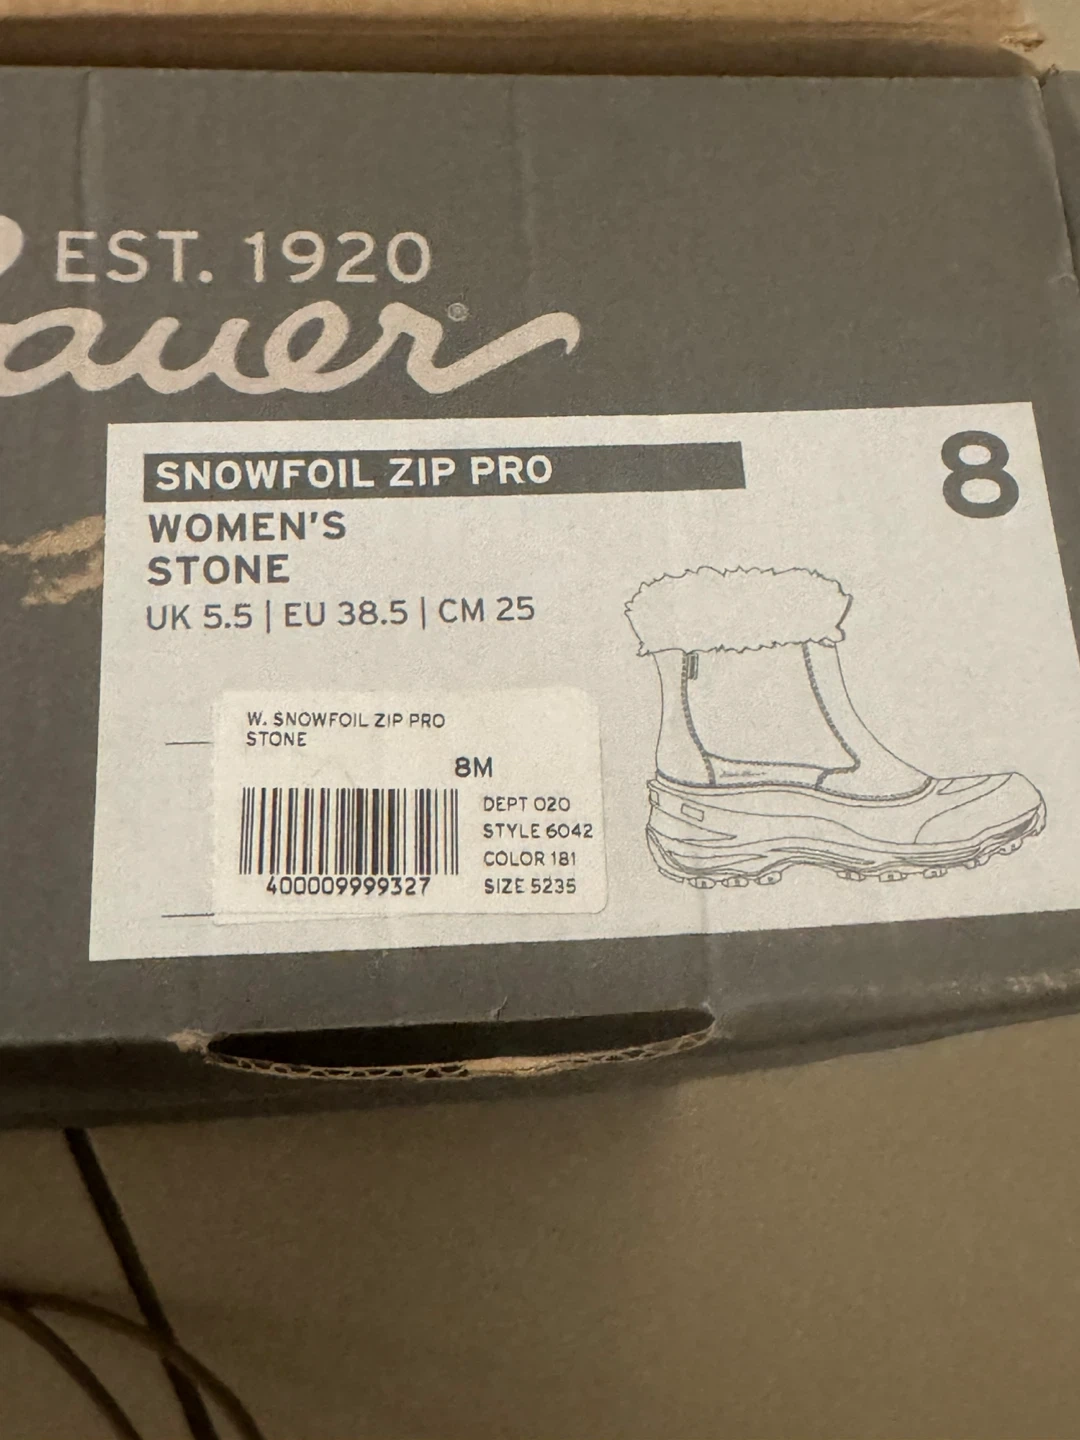 EST. 1920
auer®
SNOWFOIL ZIP PRO
8
WOMEN'S
STONE
UK 5.5 | EU 38.5 | CM 25
W. SNOWFOIL ZIP PRO
STONE
8M
DEPT 020
STYLE 6042
COLOR 181
SIZE 5235
400009999327